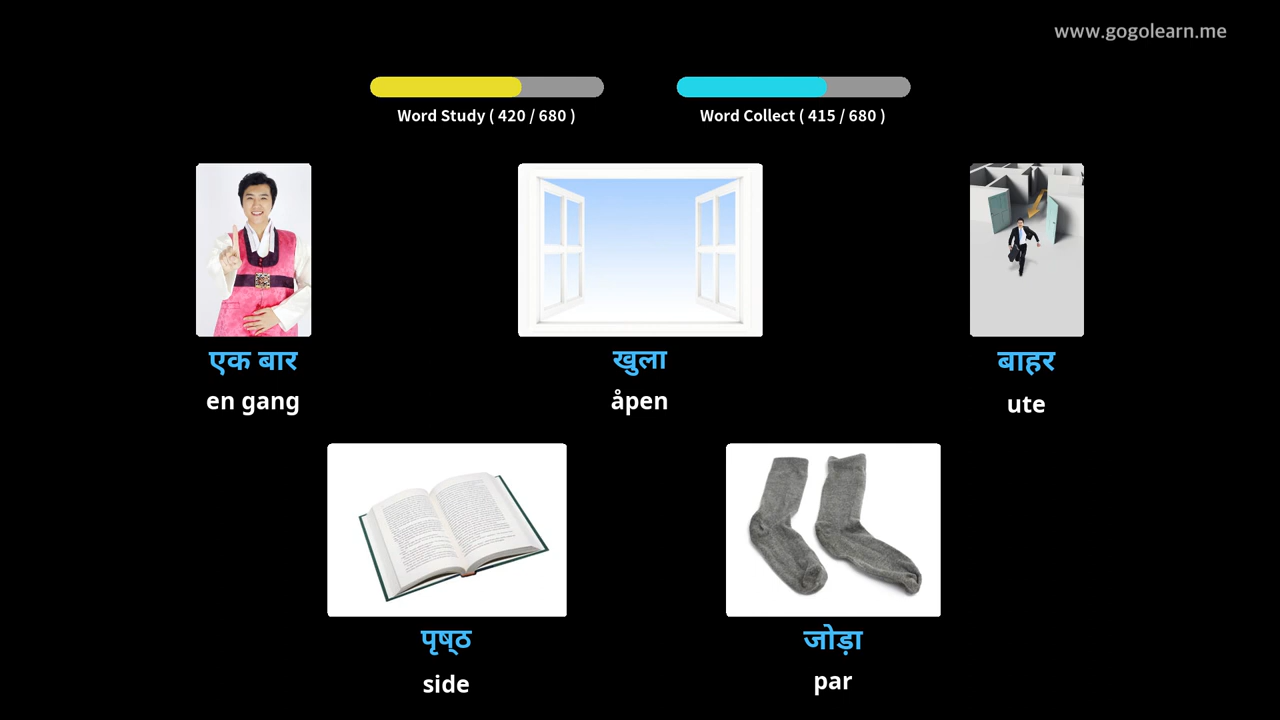 www.gogolearn.me
Word Study ( 420 / 680 )
Word Collect ( 415 / 680 )
एक बार
खुला
बाहर
en gang
åpen
ute
पृष्ठ
जोड़ा
side
par